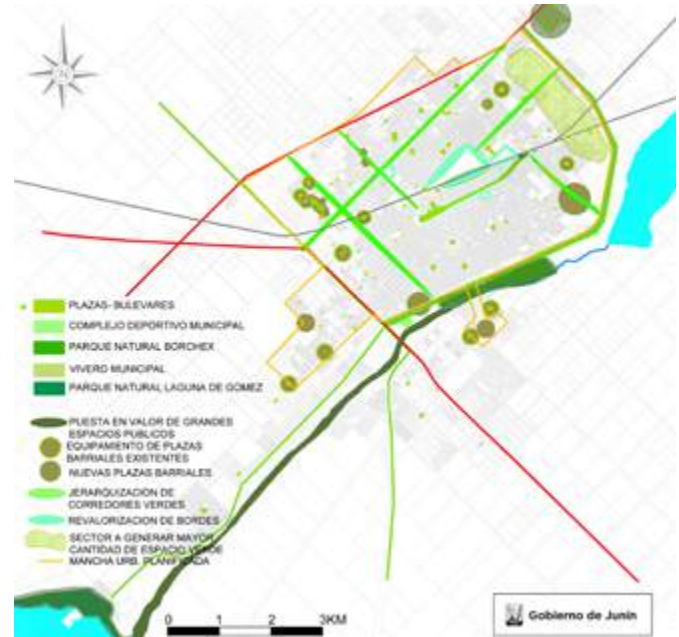 N
PLAZAS- BULEVARES
COMPLEJO DEPORTIVO MUNICIPAL
PARQUE NATURAL BORCHEX
VIVERO MUNICIPAL
PARQUE NATURAL LAGUNA DE GOMEZ
PUESTA EN VALOR DE GRANDES
ESPACIOS PÚBLICOS
EQUIPAMIENTO DE PLAZAS
BARRIALES EXISTENTES
NUEVAS PLAZAS BARRIALES
JERARQUIZACION DE
CORREDORES VERDES
REVALORIZACION DE BORDES
SECTOR A GENERAR MAYOR
CANTIDAD DE ESPACIO VERDE
MANCHA URB. PLANIFICADA
0 1 2 3KM
Gobierno de Junín